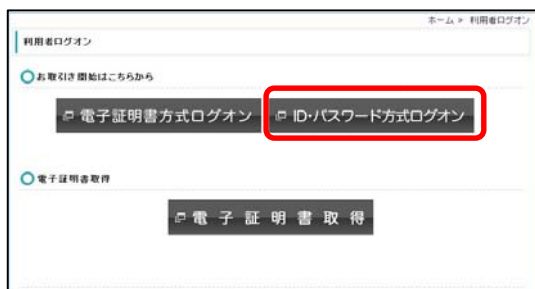 ホーム > 利用者ログオン
利用者ログオン
お取引き開始はこちらから
電子証明書方式ログオン
ID・パスワード方式ログオン
電子証明書取得
電子証明書取得